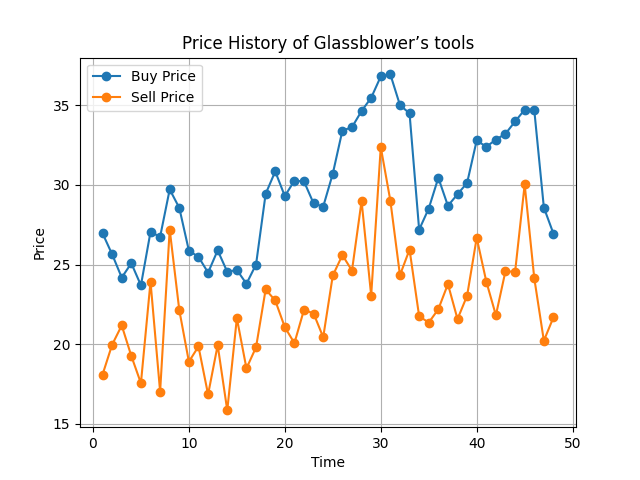 Price History of Glassblower’s tools
Buy Price
Sell Price
35
30
25
20
15
Price
0 10 20 30 40 50
Time